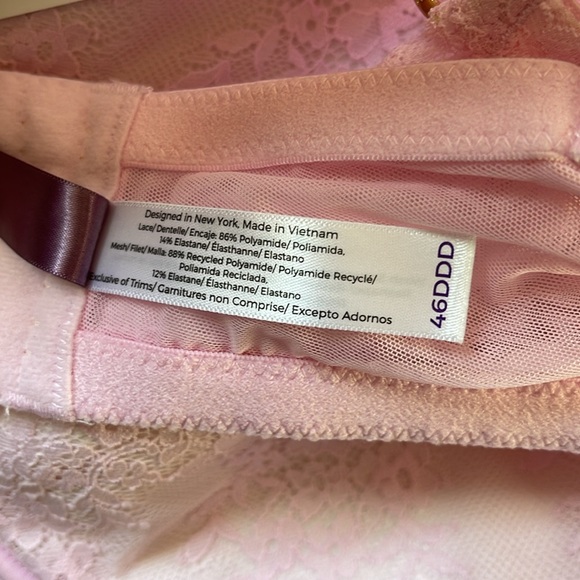 Designed in New York, Made in Vietnam
Lace/ Dentelle/ Encaje: 86% Polyamide/ Poliamida,
14% Elastane/ Élasthanne/ Elastano
Mesh/ Filet/ Malla: 88% Recycled Polyamide/ Polyamide Recyclé/
Poliamida Reciclada,
12% Elastane/ Élasthanne/ Elastano
Exclusive of Trims/ Garnitures non Comprise/ Excepto Adornos
46DDD